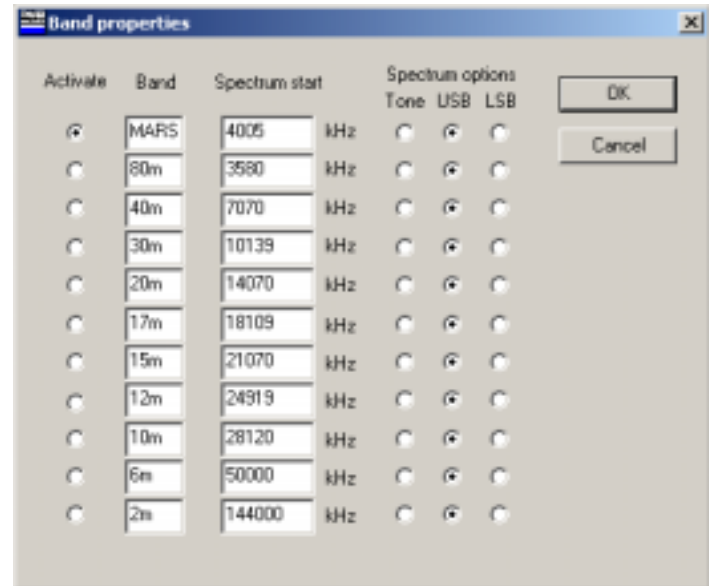 Band properties
Activate Band Spectrum start Spectrum options
Tone USB LSB
OK
Cancel
MARS 4005 kHz
80m 3580 kHz
40m 7070 kHz
30m 10139 kHz
20m 14070 kHz
17m 18109 kHz
15m 21070 kHz
12m 24919 kHz
10m 28120 kHz
6m 50000 kHz
2m 144000 kHz